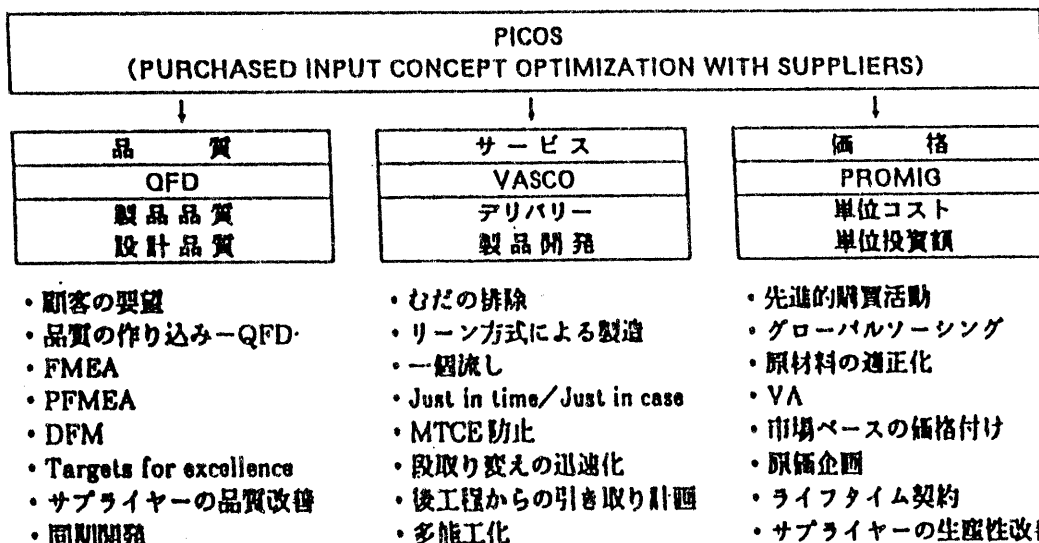 PICOS
(PURCHASED INPUT CONCEPT OPTIMIZATION WITH SUPPLIERS)
品質
QFD
製品品質
設計品質
・顧客の要望
・品質の作り込み－QFD
・FMEA
・PFMEA
・DFM
・Targets for excellence
・サプライヤーの品質改善
・同期開発
サービス
VASCO
デリバリー
製品開発
・むだの排除
・リーン方式による製造
・一個流し
・Just in time／Just in case
・MTCE防止
・段取り変えの迅速化
・後工程からの引き取り計画
・多能工化
価格
PROMIG
単位コスト
単位投資額
・先進的購買活動
・グローバルソーシング
・原材料の適正化
・VA
・市場ベースの価格付け
・原価企画
・ライフタイム契約
・サプライヤーの生産性改善